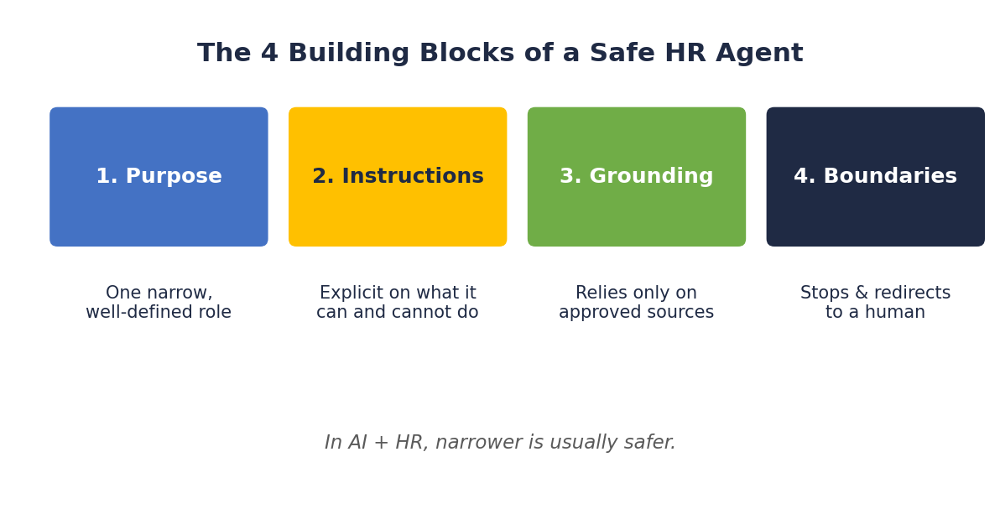 The 4 Building Blocks of a Safe HR Agent
1. Purpose
2. Instructions
3. Grounding
4. Boundaries
One narrow,
well-defined role
Explicit on what it
can and cannot do
Relies only on
approved sources
Stops & redirects
to a human
In AI + HR, narrower is usually safer.